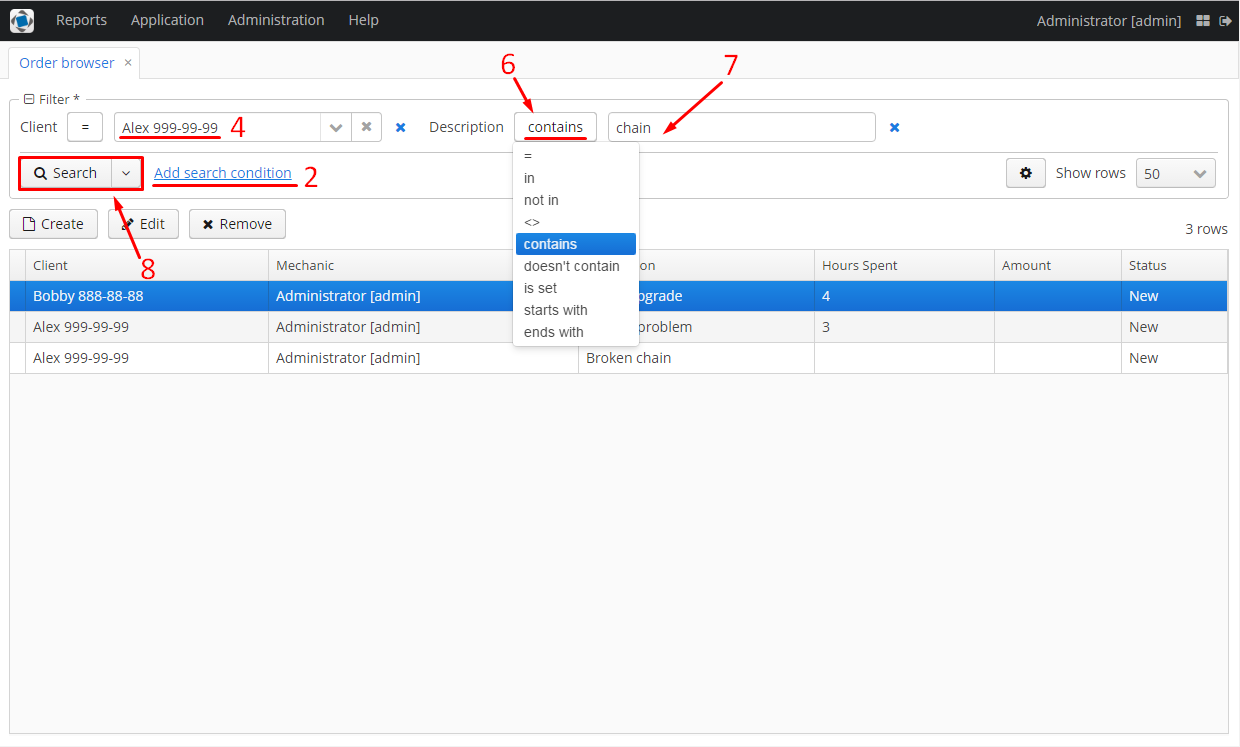 Reports Application Administration Help Administrator [admin]
Order browser ×
6 7
Filter *
Client = Alex 999-99-99 4 Description contains chain
Search Add search condition 2 Show rows 50
=
in
not in
<>
contains
doesn't contain
is set
starts with
ends with
Create Edit Remove 3 rows
8
Client Mechanic on Hours Spent Amount Status
Bobby 888-88-88 Administrator [admin] pgrade 4 New
Alex 999-99-99 Administrator [admin] problem 3 New
Alex 999-99-99 Administrator [admin] Broken chain New